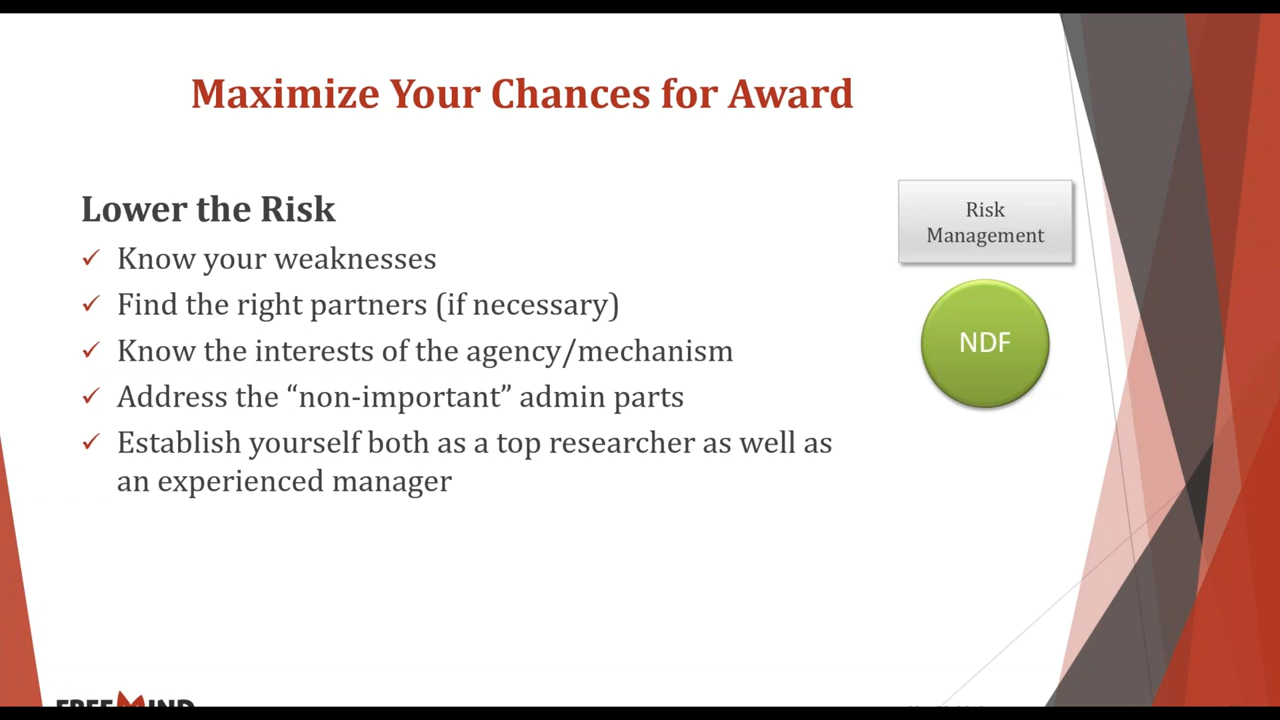 Maximize Your Chances for Award
Lower the Risk
✓ Know your weaknesses
✓ Find the right partners (if necessary)
✓ Know the interests of the agency/mechanism
✓ Address the “non-important” admin parts
✓ Establish yourself both as a top researcher as well as
an experienced manager
Risk
Management
NDF
FREEMIND